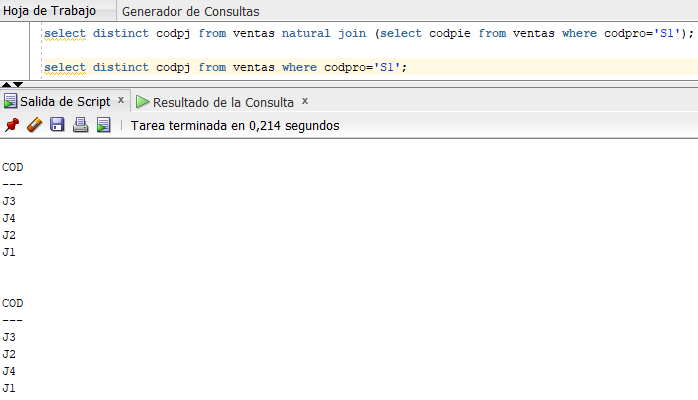 Hoja de Trabajo Generador de Consultas
select distinct codpj from ventas natural join (select codpie from ventas where codpro='S1');
select distinct codpj from ventas where codpro='S1';
Salida de Script x Resultado de la Consulta x
Tarea terminada en 0,214 segundos
COD
---
J3
J4
J2
J1
COD
---
J3
J2
J4
J1